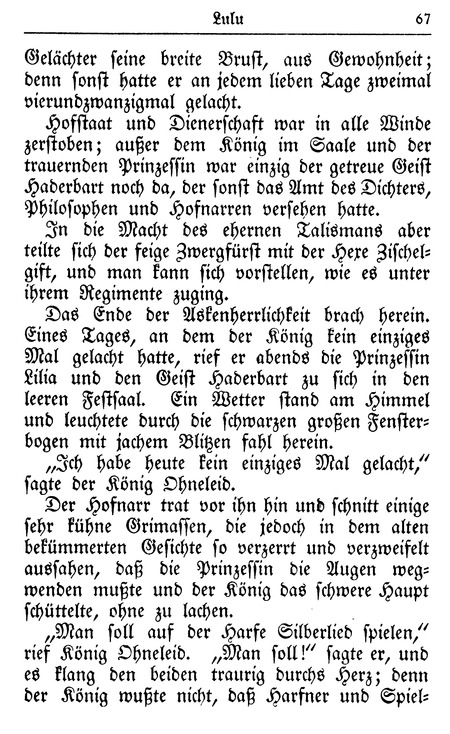 Lulu 67
Gelächter seine breite Brust, aus Gewohnheit;
denn sonst hatte er an jedem lieben Tage zweimal
vierundzwanzigmal gelacht.
Hofstaat und Dienerschaft war in alle Winde
zerstoben; außer dem König im Saale und der
trauernden Prinzessin war einzig der getreue Geist
Haderbart noch da, der sonst das Amt des Dichters,
Philosophen und Hofnarren versehen hatte.
In die Macht des ehernen Talismans aber
teilte sich der feige Zwergfürst mit der Hexe Zischel-
gift, und man kann sich vorstellen, wie es unter
ihrem Regimente zuging.
Das Ende der Askenherrlichkeit brach herein.
Eines Tages, an dem der König kein einziges
Mal gelacht hatte, rief er abends die Prinzessin
Lilia und den Geist Haderbart zu sich in den
leeren Festsaal. Ein Wetter stand am Himmel
und leuchtete durch die schwarzen großen Fenster-
bogen mit jachem Blitzen fahl herein.
„Ich habe heute kein einziges Mal gelacht,“
sagte der König Ohneleid.
Der Hofnarr trat vor ihn hin und schnitt einige
sehr kühne Grimassen, die jedoch in dem alten
bekümmerten Gesichte so verzerrt und verzweifelt
aussahen, daß die Prinzessin die Augen weg-
wenden mußte und der König das schwere Haupt
schüttelte, ohne zu lachen.
„Man soll auf der Harfe Silberlied spielen,“
rief König Ohneleid. „Man soll!“ sagte er, und
es klang den beiden traurig durchs Herz; denn
der König wußte nicht, daß Harfner und Spiel-